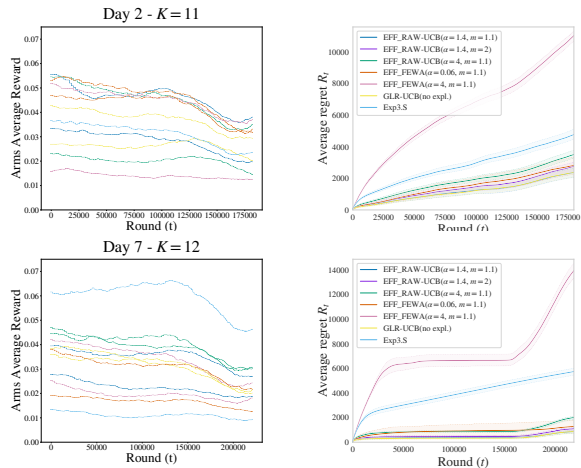 Day 2 - K = 11
0.07
0.06
0.05
0.04
0.03
0.02
0.01
0.00
Arms Average Reward
0 25000 50000 75000 100000 125000 150000 175000
Round (t)
10000
8000
6000
4000
2000
0
Average regret R_t
EFF_RAW-UCB(α = 1.4, m = 1.1)
EFF_RAW-UCB(α = 1.4, m = 2)
EFF_RAW-UCB(α = 4, m = 1.1)
EFF_FEWA(α = 0.06, m = 1.1)
EFF_FEWA(α = 4, m = 1.1)
GLR-UCB(no expl.)
Exp3.S
0 25000 50000 75000 100000 125000 150000 175000
Round (t)
Day 7 - K = 12
0.07
0.06
0.05
0.04
0.03
0.02
0.01
0.00
Arms Average Reward
0 50000 100000 150000 200000
Round (t)
14000
12000
10000
8000
6000
4000
2000
0
Average regret R_t
EFF_RAW-UCB(α = 1.4, m = 1.1)
EFF_RAW-UCB(α = 1.4, m = 2)
EFF_RAW-UCB(α = 4, m = 1.1)
EFF_FEWA(α = 0.06, m = 1.1)
EFF_FEWA(α = 4, m = 1.1)
GLR-UCB(no expl.)
Exp3.S
0 50000 100000 150000 200000
Round (t)